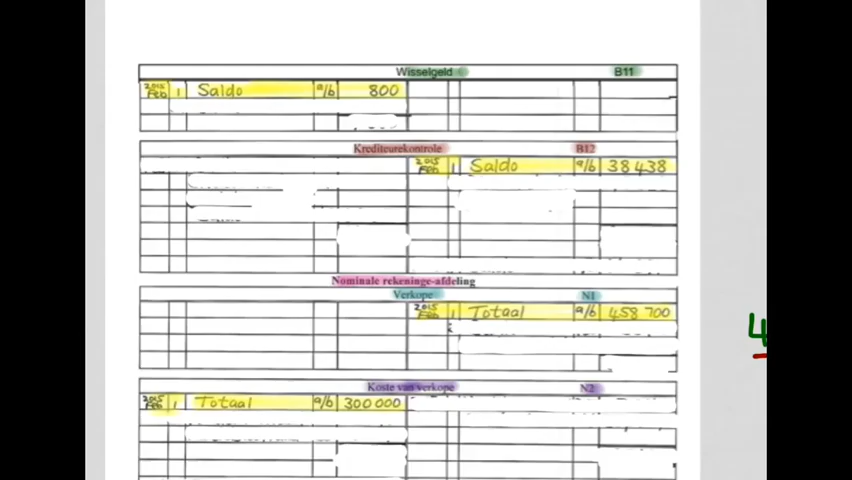 Wisselgeld B11
2015 Feb 1 Saldo a/b 800
Krediteurekontrole B12
2015 Feb 1 Saldo a/b 38 438
Nominale rekeninge-afdeling
Verkope N1
2015 Feb 1 Totaal a/b 458 700
4
Koste van verkope N2
2015 Feb 1 Totaal a/b 300 000